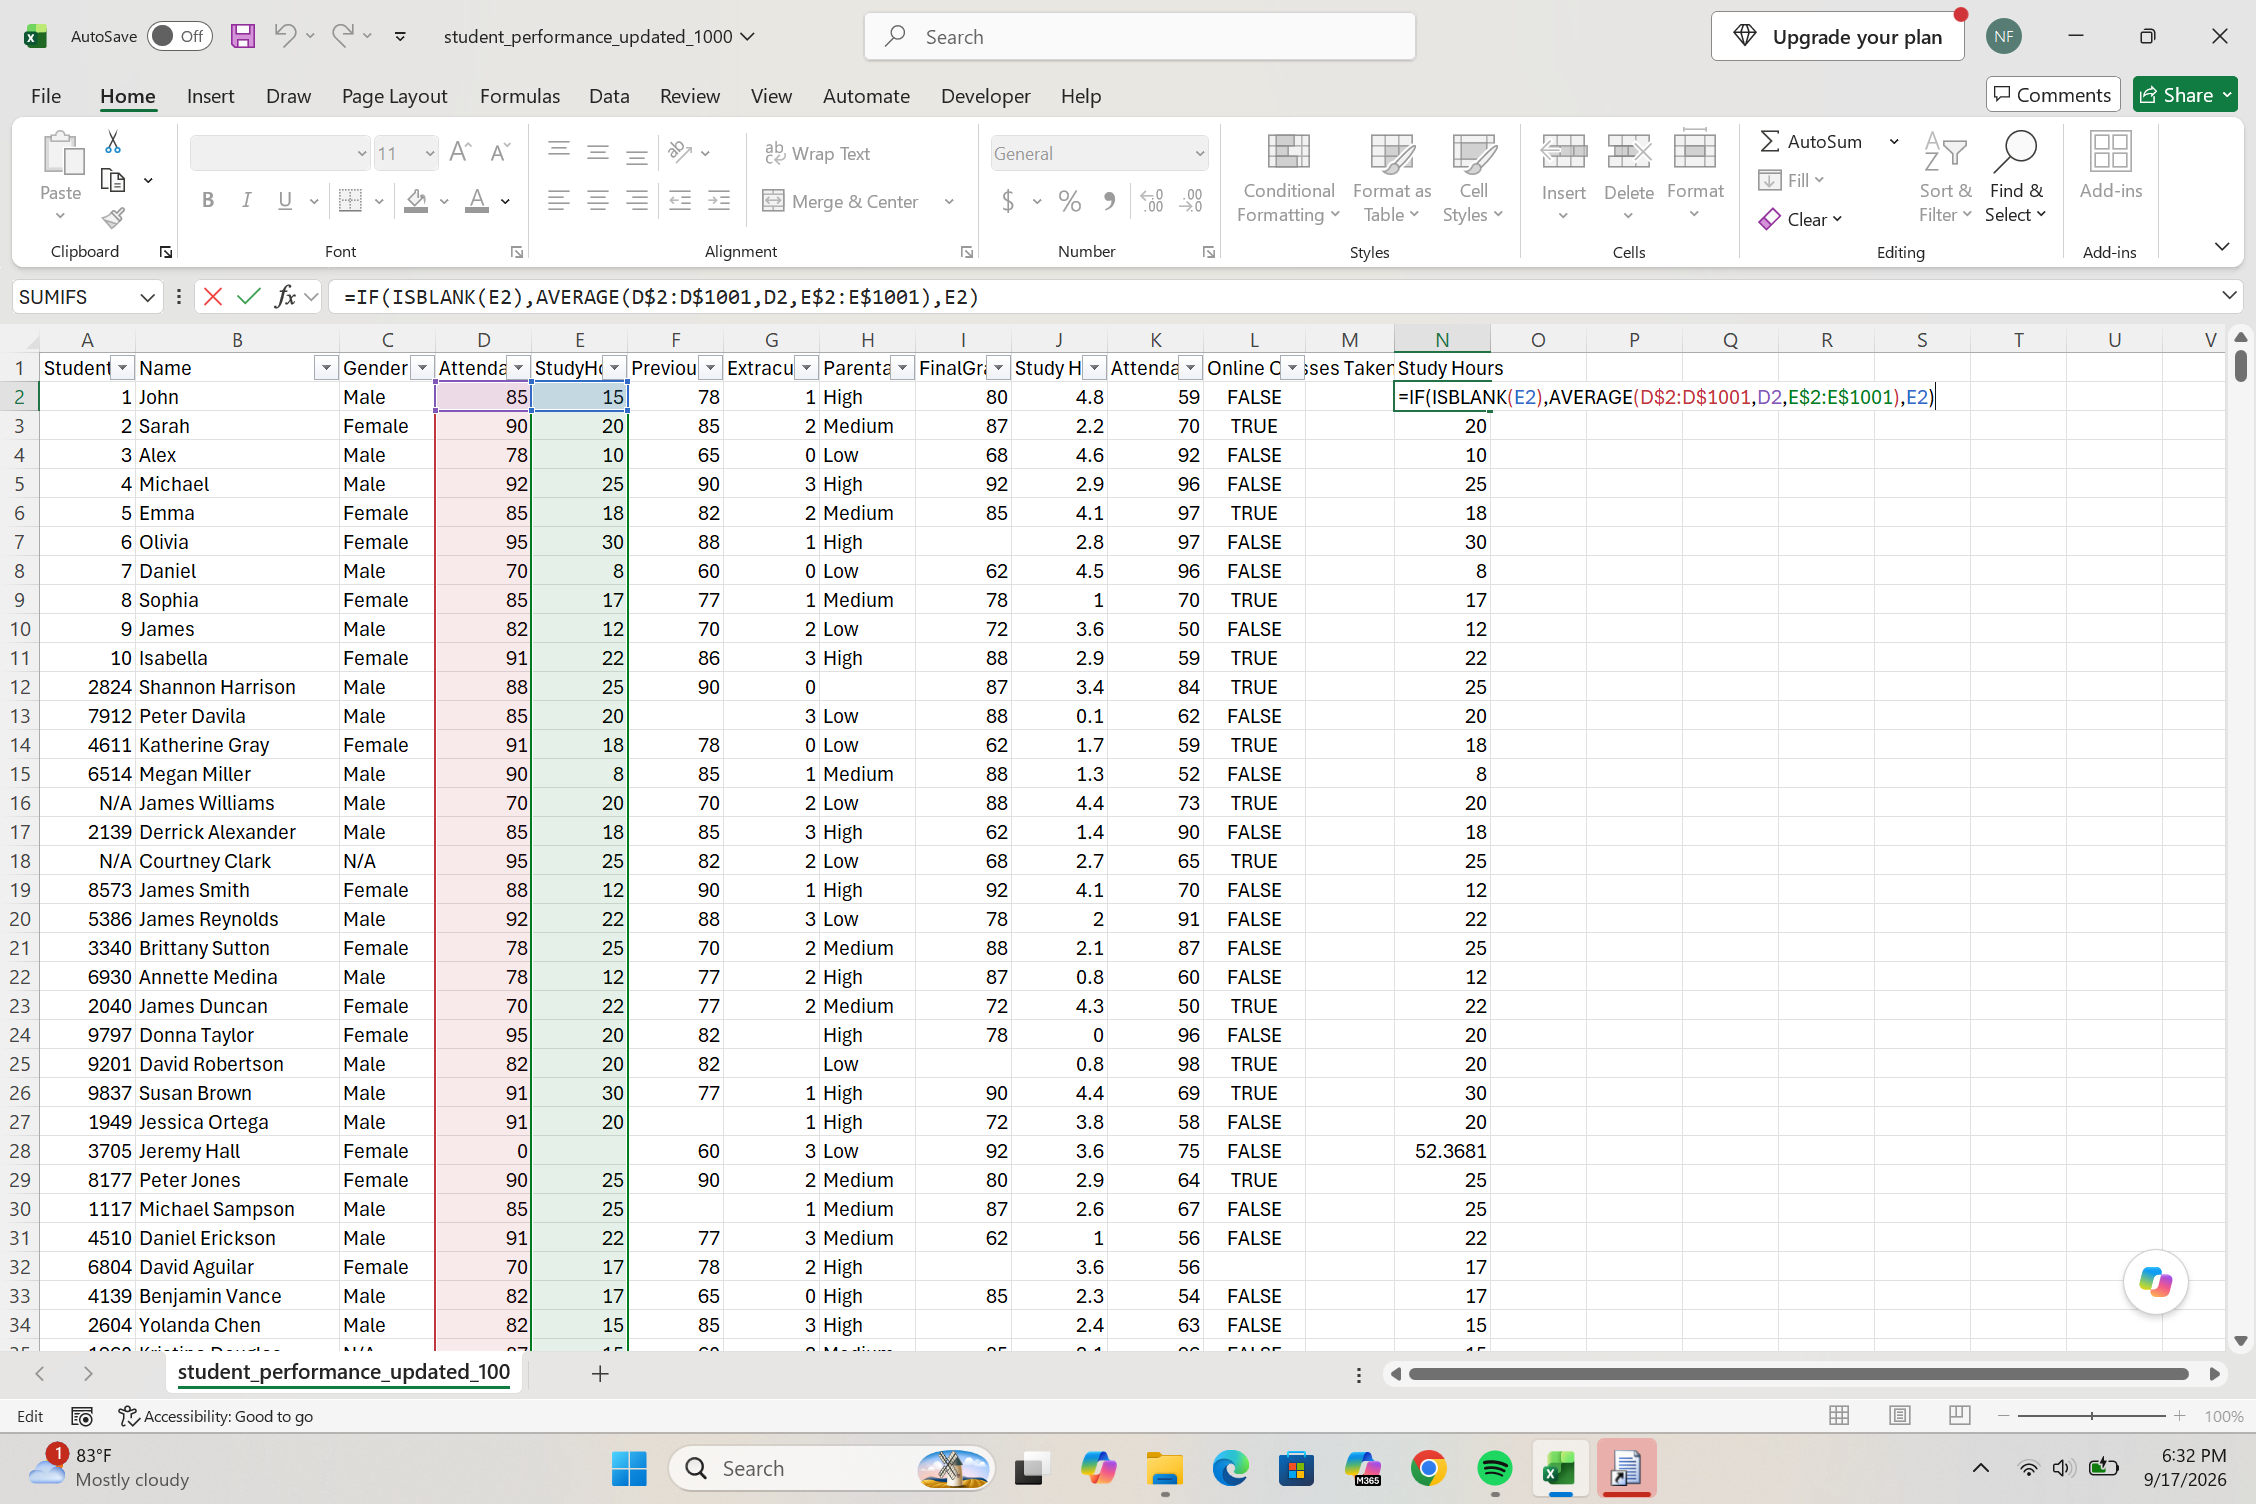 AutoSave Off student_performance_updated_1000 Search Upgrade your plan NF
File Home Insert Draw Page Layout Formulas Data Review View Automate Developer Help Comments Share
Paste 11 Wrap Text General Conditional Formatting Format as Table Cell Styles Insert Delete Format AutoSum Fill Clear Sort & Filter Find & Select Add-ins
B I U Merge & Center $ %
Clipboard Font Alignment Number Styles Cells Editing Add-ins
SUMIFS fx =IF(ISBLANK(E2),AVERAGE(D$2:D$1001,D2,E$2:E$1001),E2)
A B C D E F G H I J K L M N O P Q R S T U V
1 Student Name Gender Attenda StudyHo Previou Extracu Parenta FinalGra Study H Attenda Online C sses Taken Study Hours
2 1 John Male 85 15 78 1 High 80 4.8 59 FALSE =IF(ISBLANK(E2),AVERAGE(D$2:D$1001,D2,E$2:E$1001),E2)
3 2 Sarah Female 90 20 85 2 Medium 87 2.2 70 TRUE 20
4 3 Alex Male 78 10 65 0 Low 68 4.6 92 FALSE 10
5 4 Michael Male 92 25 90 3 High 92 2.9 96 FALSE 25
6 5 Emma Female 85 18 82 2 Medium 85 4.1 97 TRUE 18
7 6 Olivia Female 95 30 88 1 High 2.8 97 FALSE 30
8 7 Daniel Male 70 8 60 0 Low 62 4.5 96 FALSE 8
9 8 Sophia Female 85 17 77 1 Medium 78 1 70 TRUE 17
10 9 James Male 82 12 70 2 Low 72 3.6 50 FALSE 12
11 10 Isabella Female 91 22 86 3 High 88 2.9 59 TRUE 22
12 2824 Shannon Harrison Male 88 25 90 0 87 3.4 84 TRUE 25
13 7912 Peter Davila Male 85 20 3 Low 88 0.1 62 FALSE 20
14 4611 Katherine Gray Female 91 18 78 0 Low 62 1.7 59 TRUE 18
15 6514 Megan Miller Male 90 8 85 1 Medium 88 1.3 52 FALSE 8
16 N/A James Williams Male 70 20 70 2 Low 88 4.4 73 TRUE 20
17 2139 Derrick Alexander Male 85 18 85 3 High 62 1.4 90 FALSE 18
18 N/A Courtney Clark N/A 95 25 82 2 Low 68 2.7 65 TRUE 25
19 8573 James Smith Female 88 12 90 1 High 92 4.1 70 FALSE 12
20 5386 James Reynolds Male 92 22 88 3 Low 78 2 91 FALSE 22
21 3340 Brittany Sutton Female 78 25 70 2 Medium 88 2.1 87 FALSE 25
22 6930 Annette Medina Male 78 12 77 2 High 87 0.8 60 FALSE 12
23 2040 James Duncan Female 70 22 77 2 Medium 72 4.3 50 TRUE 22
24 9797 Donna Taylor Female 95 20 82 High 78 0 96 FALSE 20
25 9201 David Robertson Male 82 20 82 Low 0.8 98 TRUE 20
26 9837 Susan Brown Male 91 30 77 1 High 90 4.4 69 TRUE 30
27 1949 Jessica Ortega Male 91 20 1 High 72 3.8 58 FALSE 20
28 3705 Jeremy Hall Female 0 60 3 Low 92 3.6 75 FALSE 52.3681
29 8177 Peter Jones Female 90 25 90 2 Medium 80 2.9 64 TRUE 25
30 1117 Michael Sampson Male 85 25 1 Medium 87 2.6 67 FALSE 25
31 4510 Daniel Erickson Male 91 22 77 3 Medium 62 1 56 FALSE 22
32 6804 David Aguilar Female 70 17 78 2 High 3.6 56 17
33 4139 Benjamin Vance Male 82 17 65 0 High 85 2.3 54 FALSE 17
34 2604 Yolanda Chen Male 82 15 85 3 High 2.4 63 FALSE 15
student_performance_updated_100
Edit Accessibility: Good to go 100%
1 83°F Search M365 6:32 PM
Mostly cloudy 9/17/2026